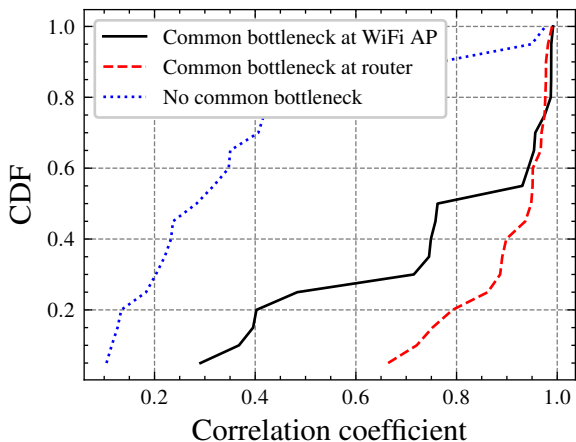 1.0
0.8
0.6
0.4
0.2
CDF
Common bottleneck at WiFi AP
Common bottleneck at router
No common bottleneck
0.2 0.4 0.6 0.8 1.0
Correlation coefficient